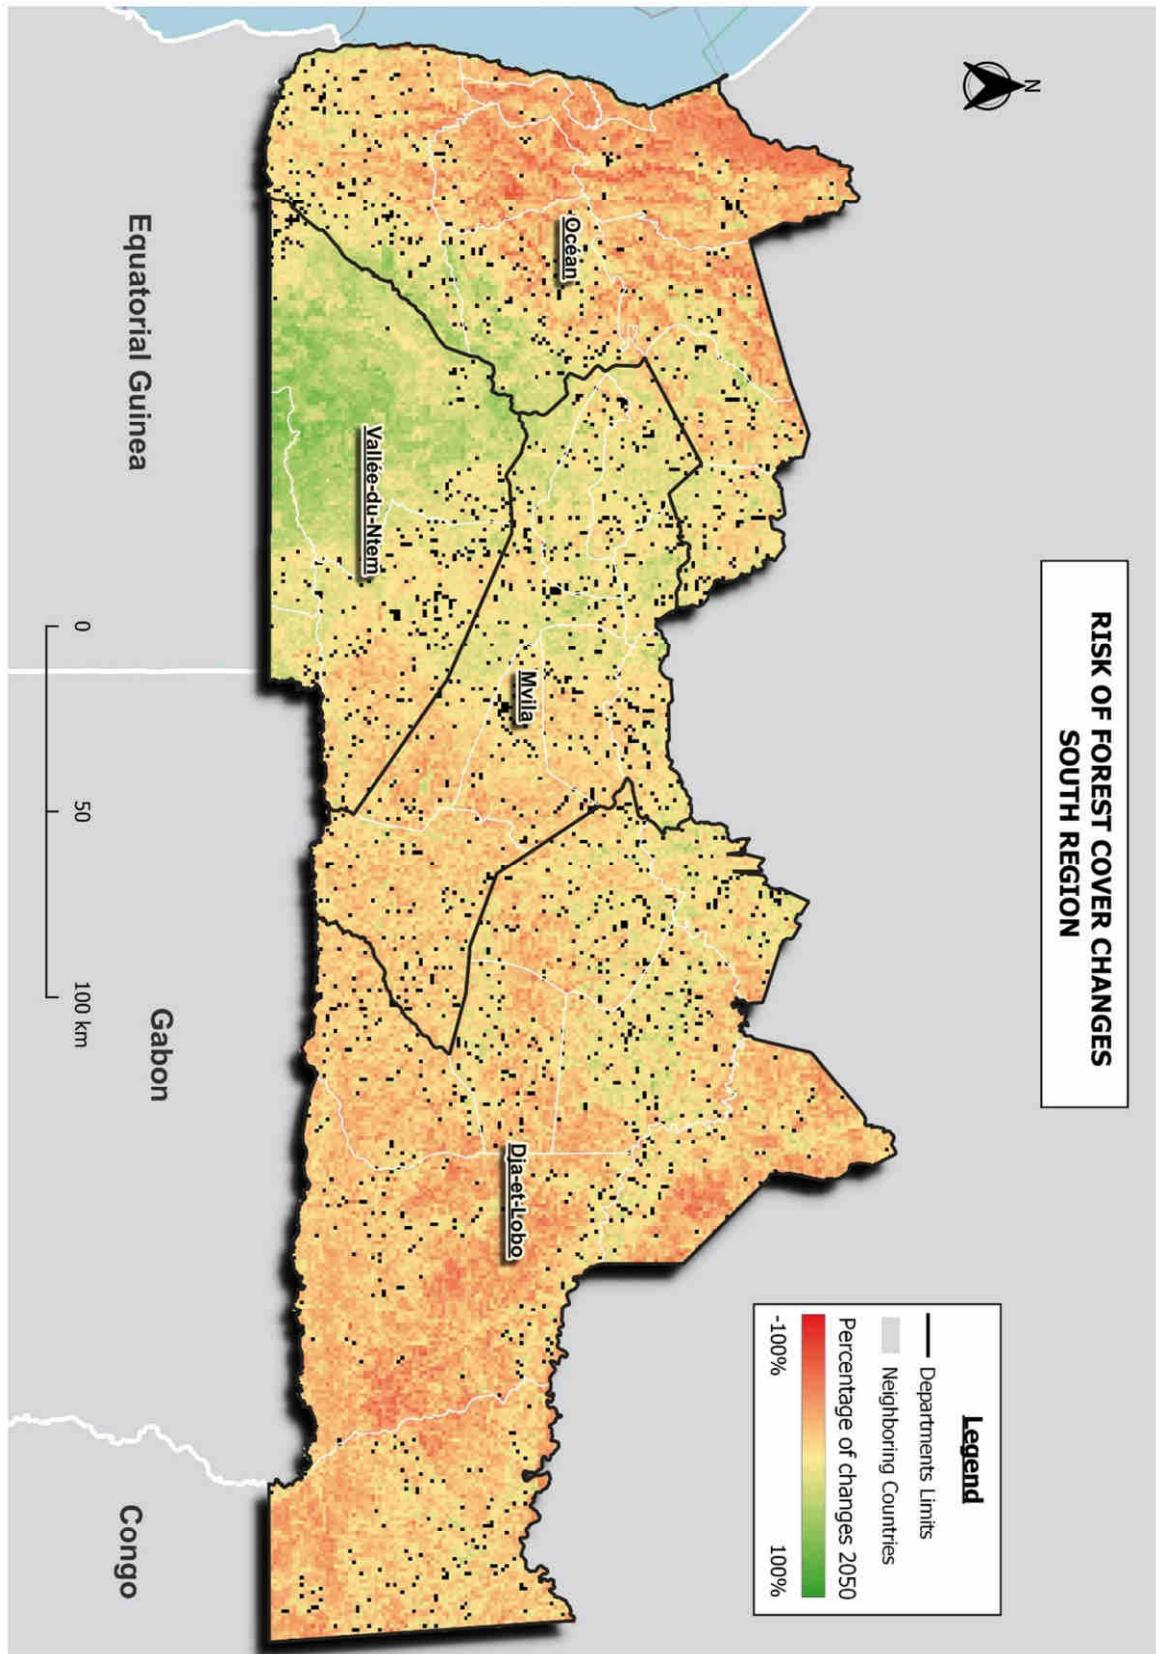 RISK OF FOREST COVER CHANGES
SOUTH REGION
N
Legend
Departments Limits
Neighboring Countries
Percentage of changes 2050
-100%
100%
Océan
Mvila
Dja-et-Lobo
Vallée-du-Ntem
Equatorial Guinea
Gabon
Congo
0
50
100 km